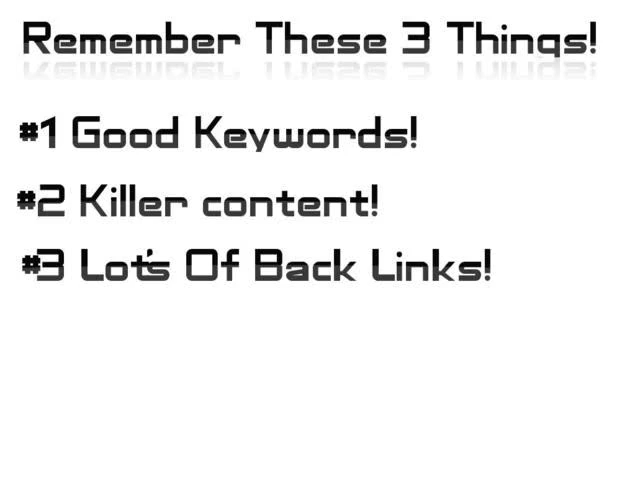 Remember These 3 Things!
#1 Good Keywords!
#2 Killer content!
#3 Lot's Of Back Links!